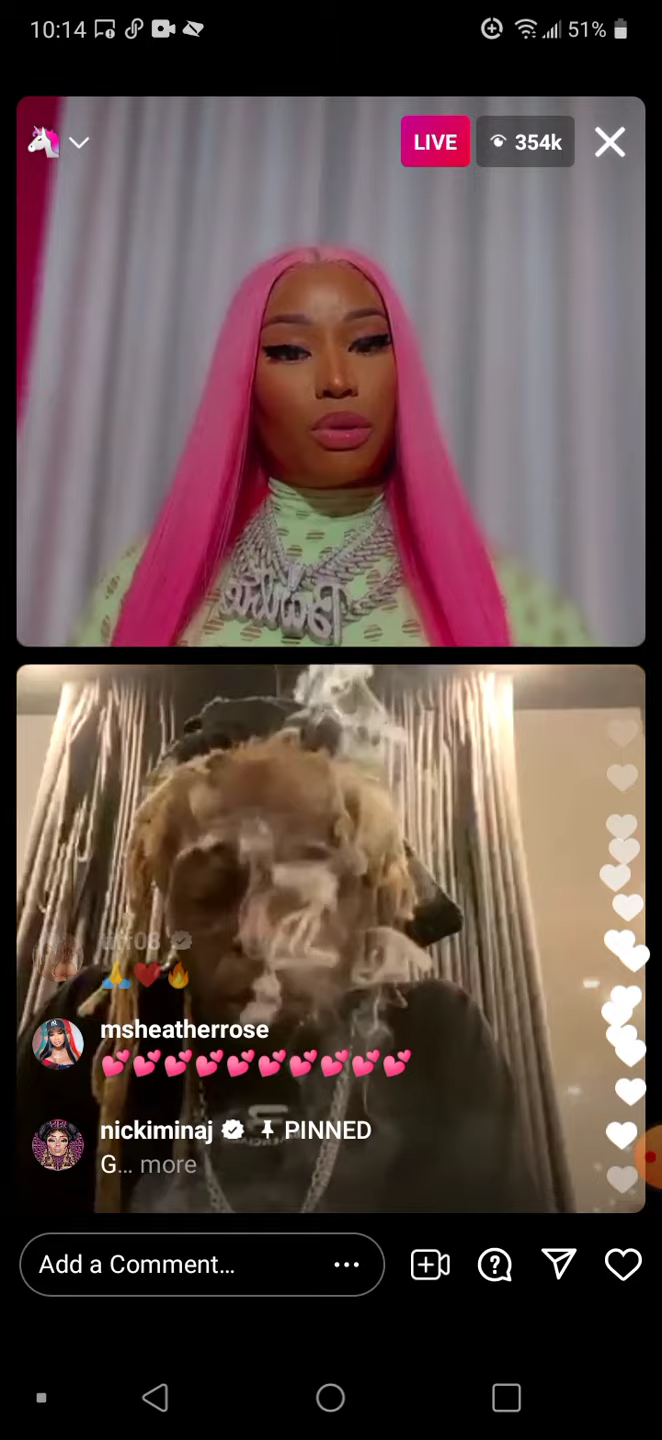 10:14
51%
LIVE
354k
msheatherrose
nickiminaj PINNED
G... more
Add a Comment...